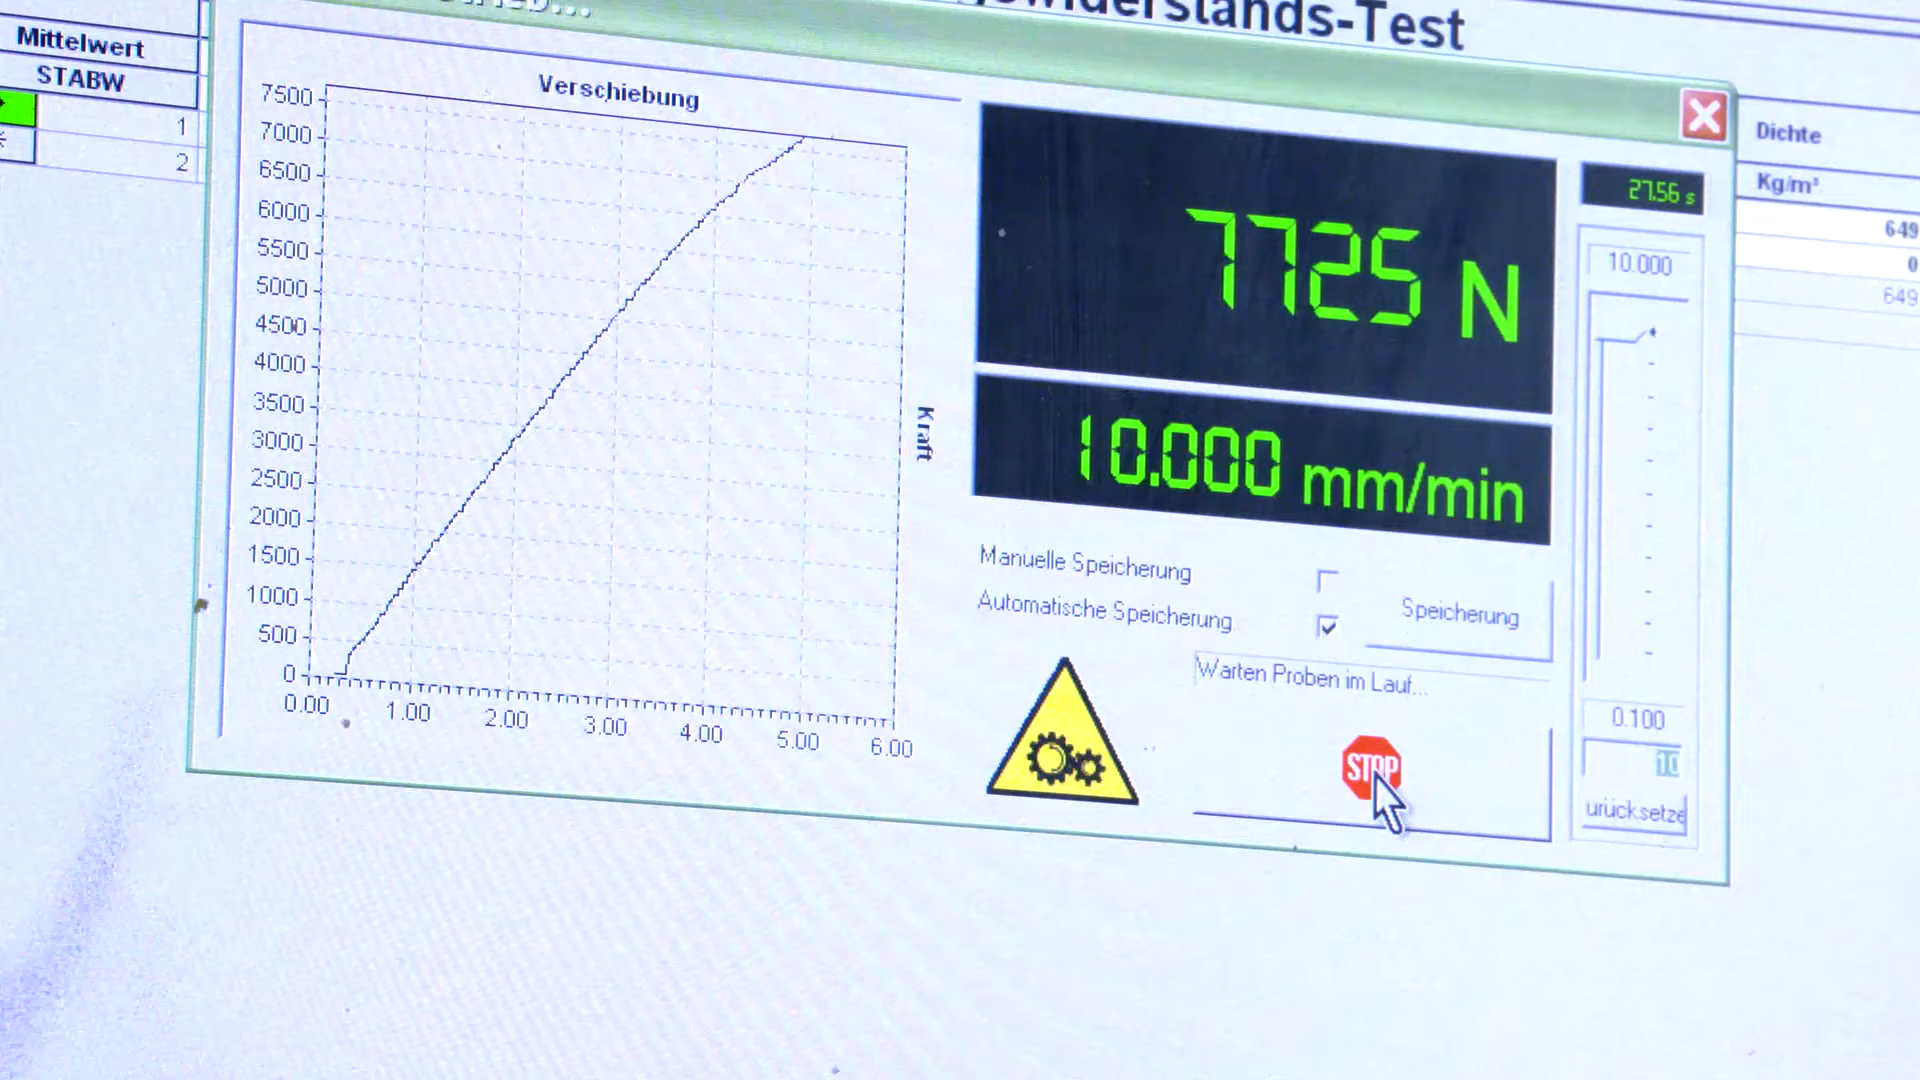 Mittelwert
STABW
1
2
Verschiebung
7500
7000
6500
6000
5500
5000
4500
4000
3500
3000
2500
2000
1500
1000
500
0
0.00 1.00 2.00 3.00 4.00 5.00 6.00
Kraft
7725 N
10.000 mm/min
Manuelle Speicherung
Automatische Speicherung
Speicherung
Warten Proben im Lauf...
STOP
27.56 s
10.000
0.100
10
urücksetze
Dichte
Kg/m³
649
0
649